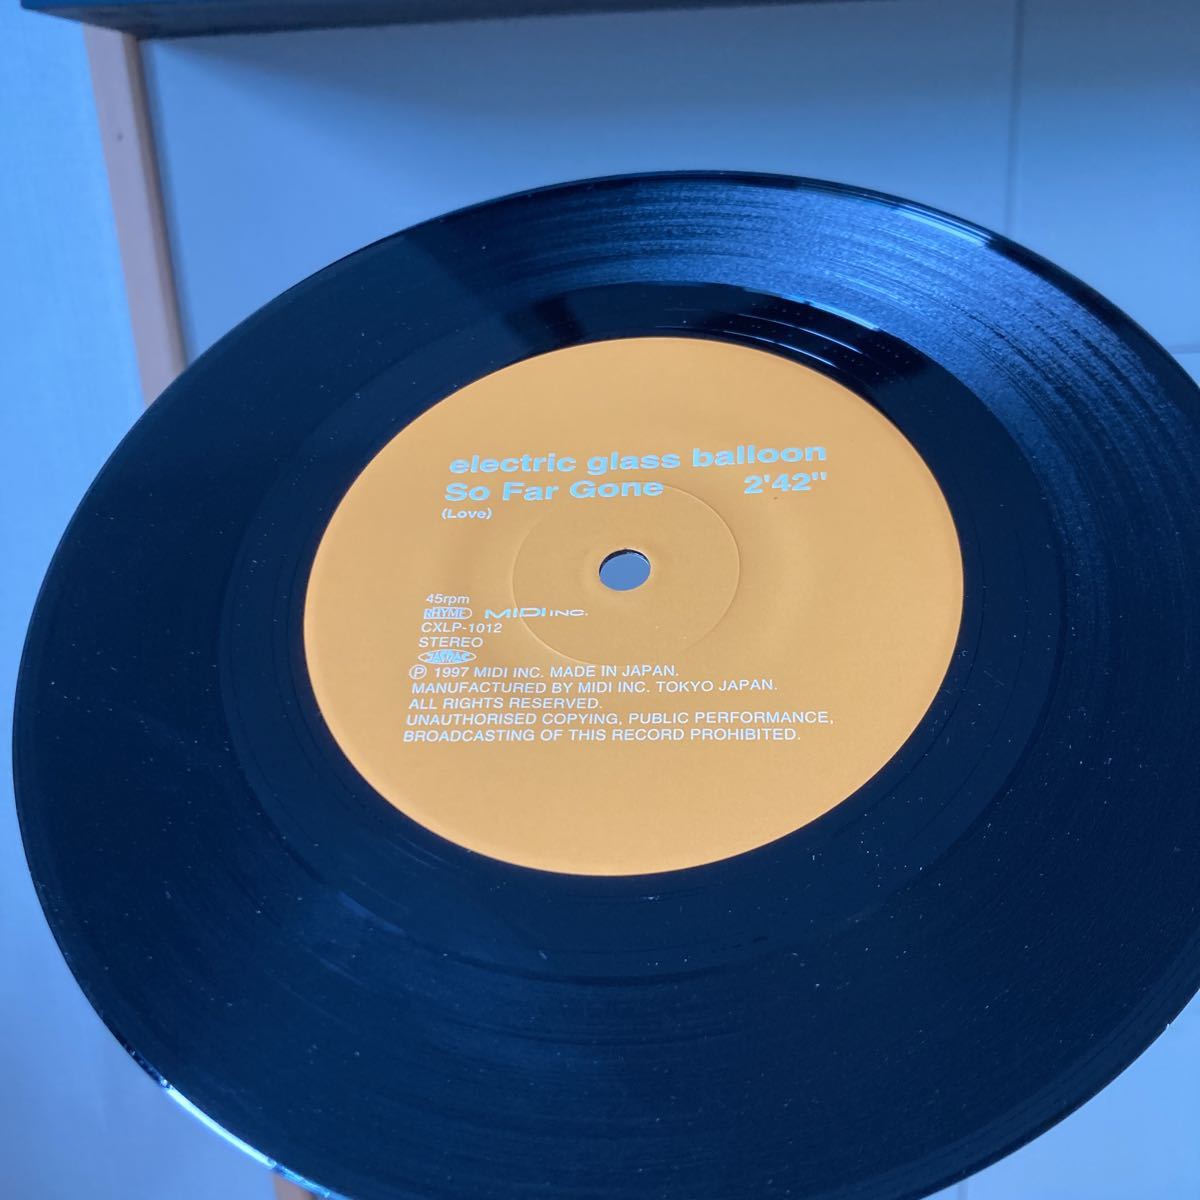 electric glass balloon
So Far Gone 2'42"
(Love)
45rpm
RHYME MIDI INC.
CXLP-1012
STEREO
JASRAC
Ⓟ 1997 MIDI INC. MADE IN JAPAN.
MANUFACTURED BY MIDI INC. TOKYO JAPAN.
ALL RIGHTS RESERVED.
UNAUTHORISED COPYING, PUBLIC PERFORMANCE,
BROADCASTING OF THIS RECORD PROHIBITED.